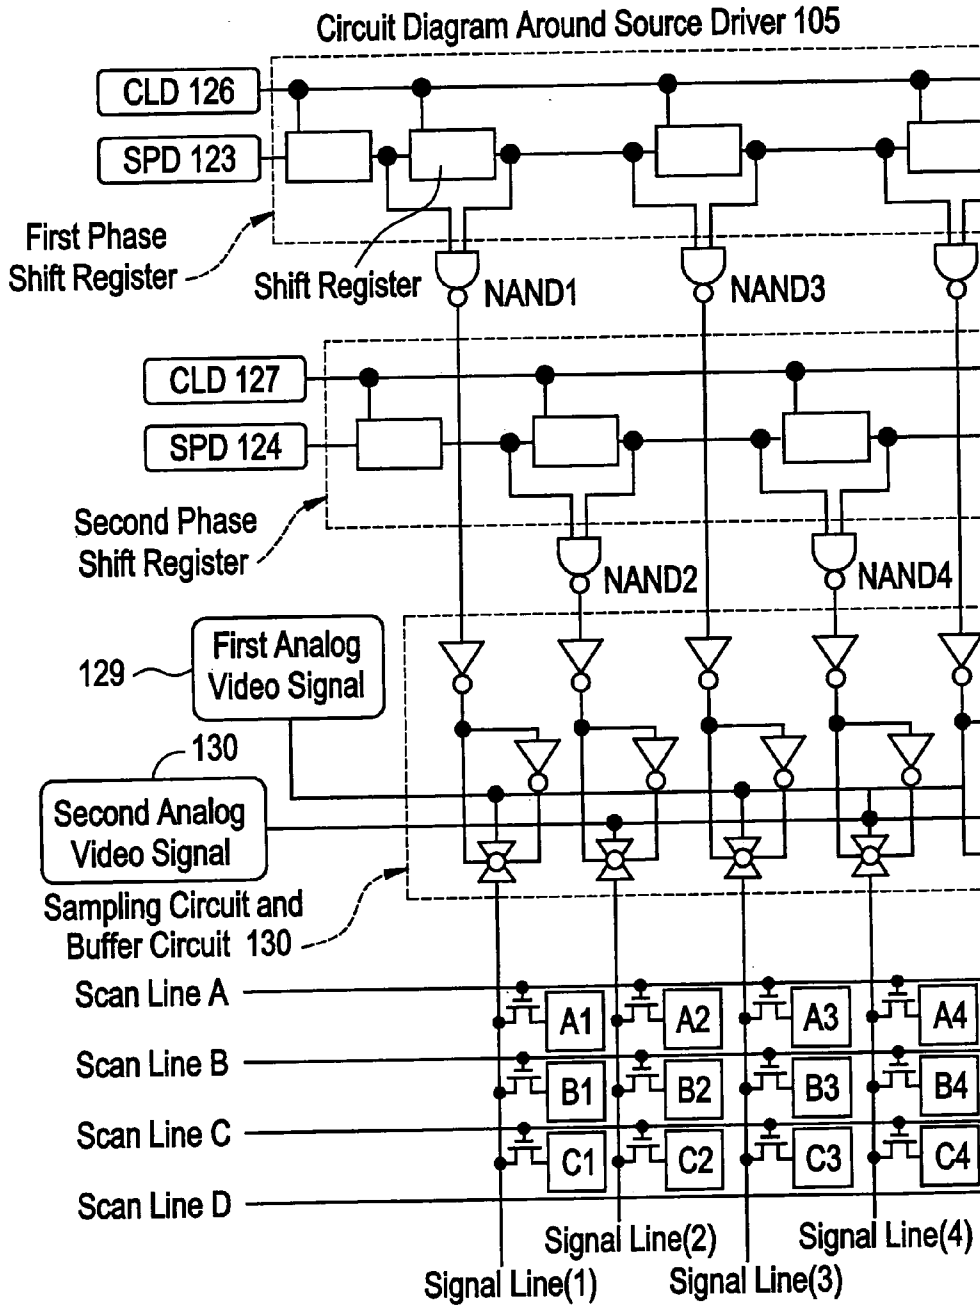 Circuit Diagram Around Source Driver 105
CLD 126
SPD 123
First Phase
Shift Register
Shift Register
NAND1
NAND3
CLD 127
SPD 124
Second Phase
Shift Register
NAND2
NAND4
129
First Analog
Video Signal
130
Second Analog
Video Signal
Sampling Circuit and
Buffer Circuit 130
Scan Line A
A1
A2
A3
A4
Scan Line B
B1
B2
B3
B4
Scan Line C
C1
C2
C3
C4
Scan Line D
Signal Line(1)
Signal Line(2)
Signal Line(3)
Signal Line(4)